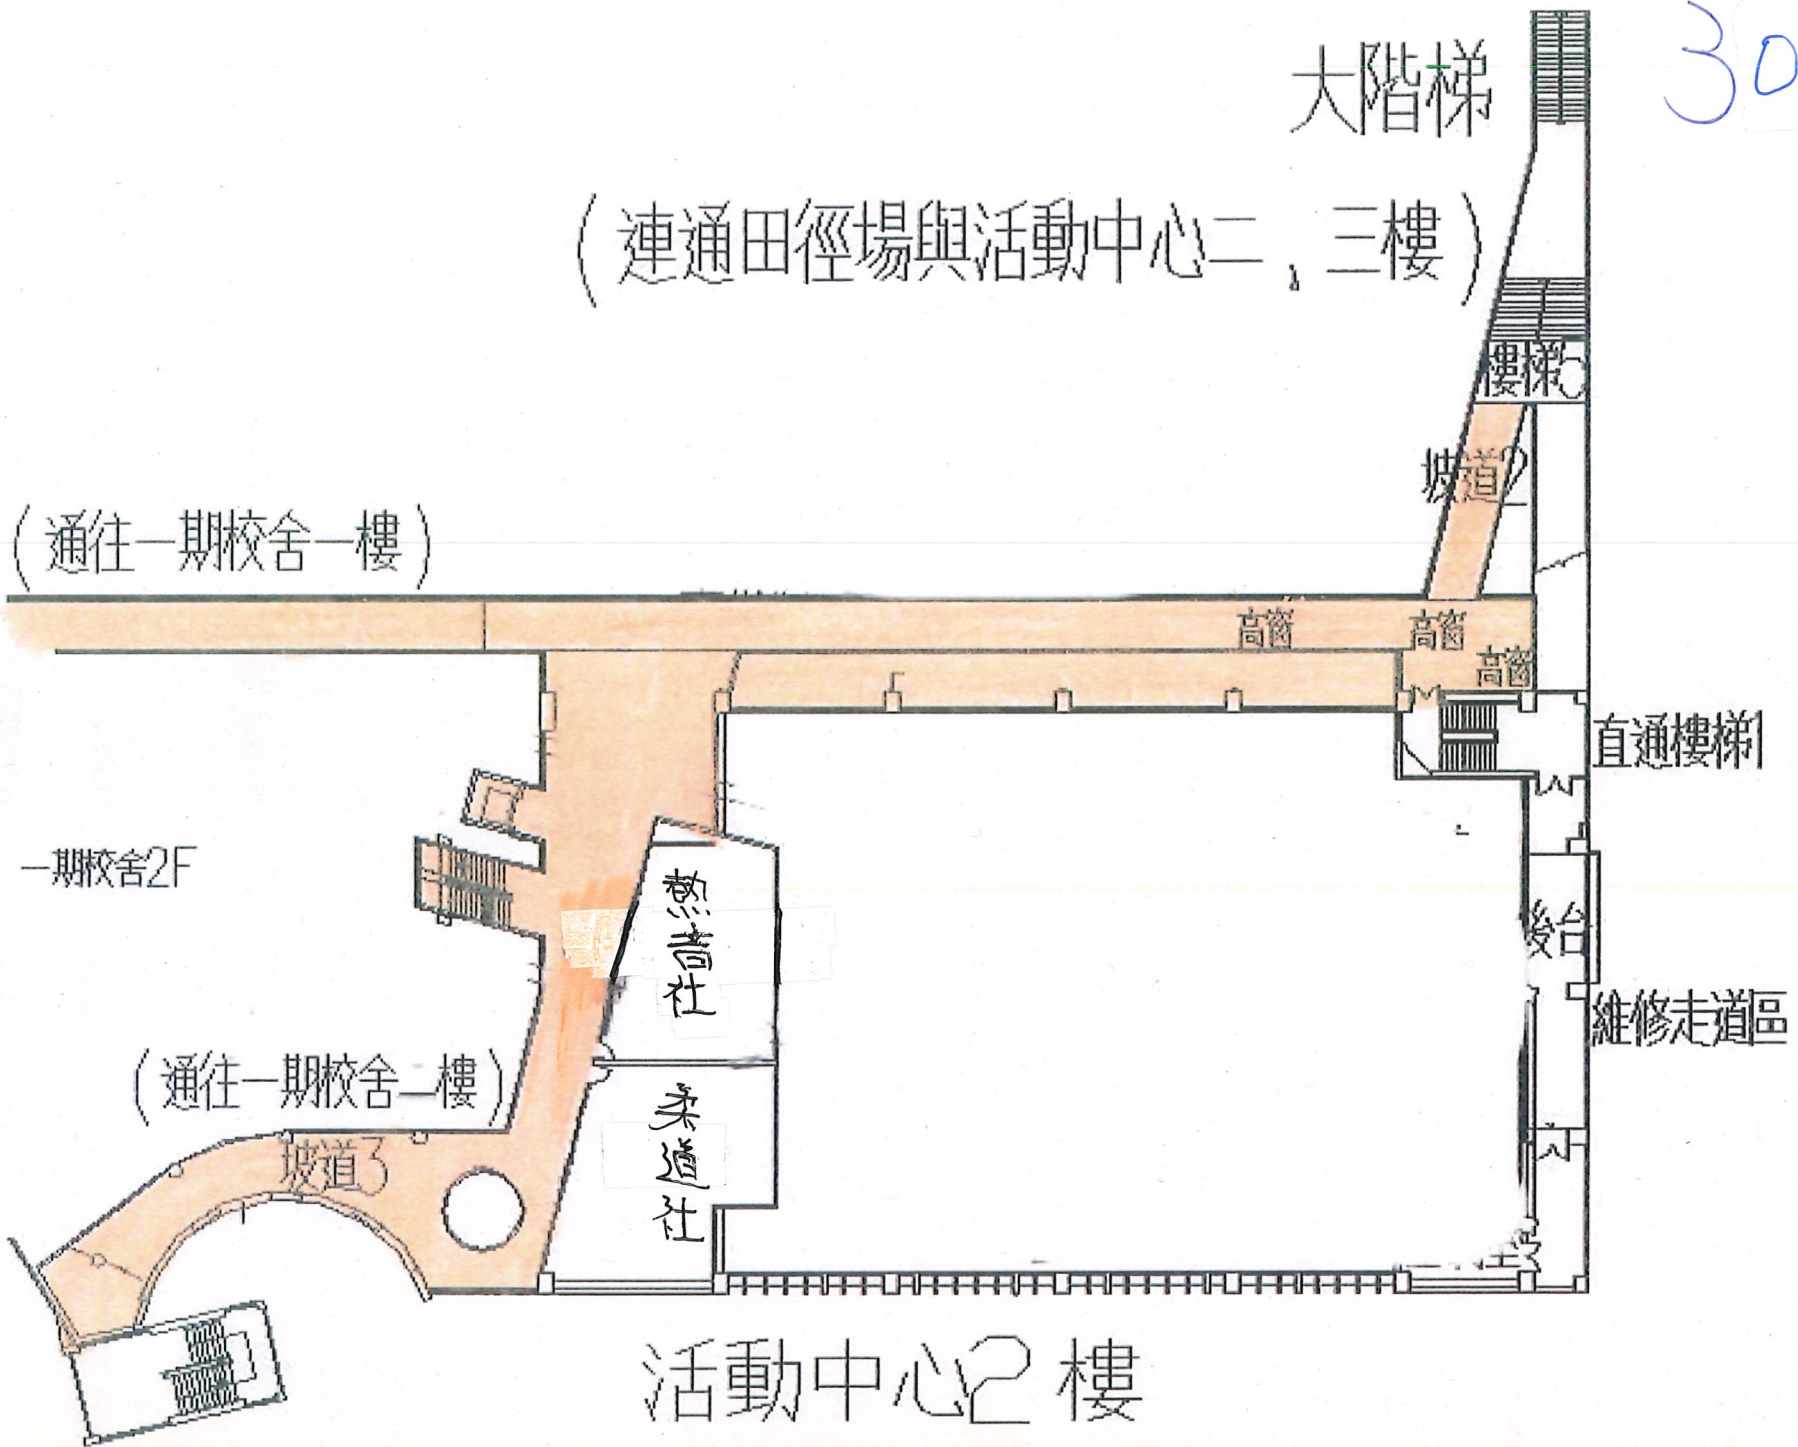 30
大階梯
（連通田徑場與活動中心二、三樓）
樓梯5
坡道2
（通往一期校舍一樓）
高窗
高窗
高窗
直通樓梯1
一期校舍2F
熱音社
後台
維修走道區
（通往一期校舍一樓）
柔道社
坡道3
活動中心2樓